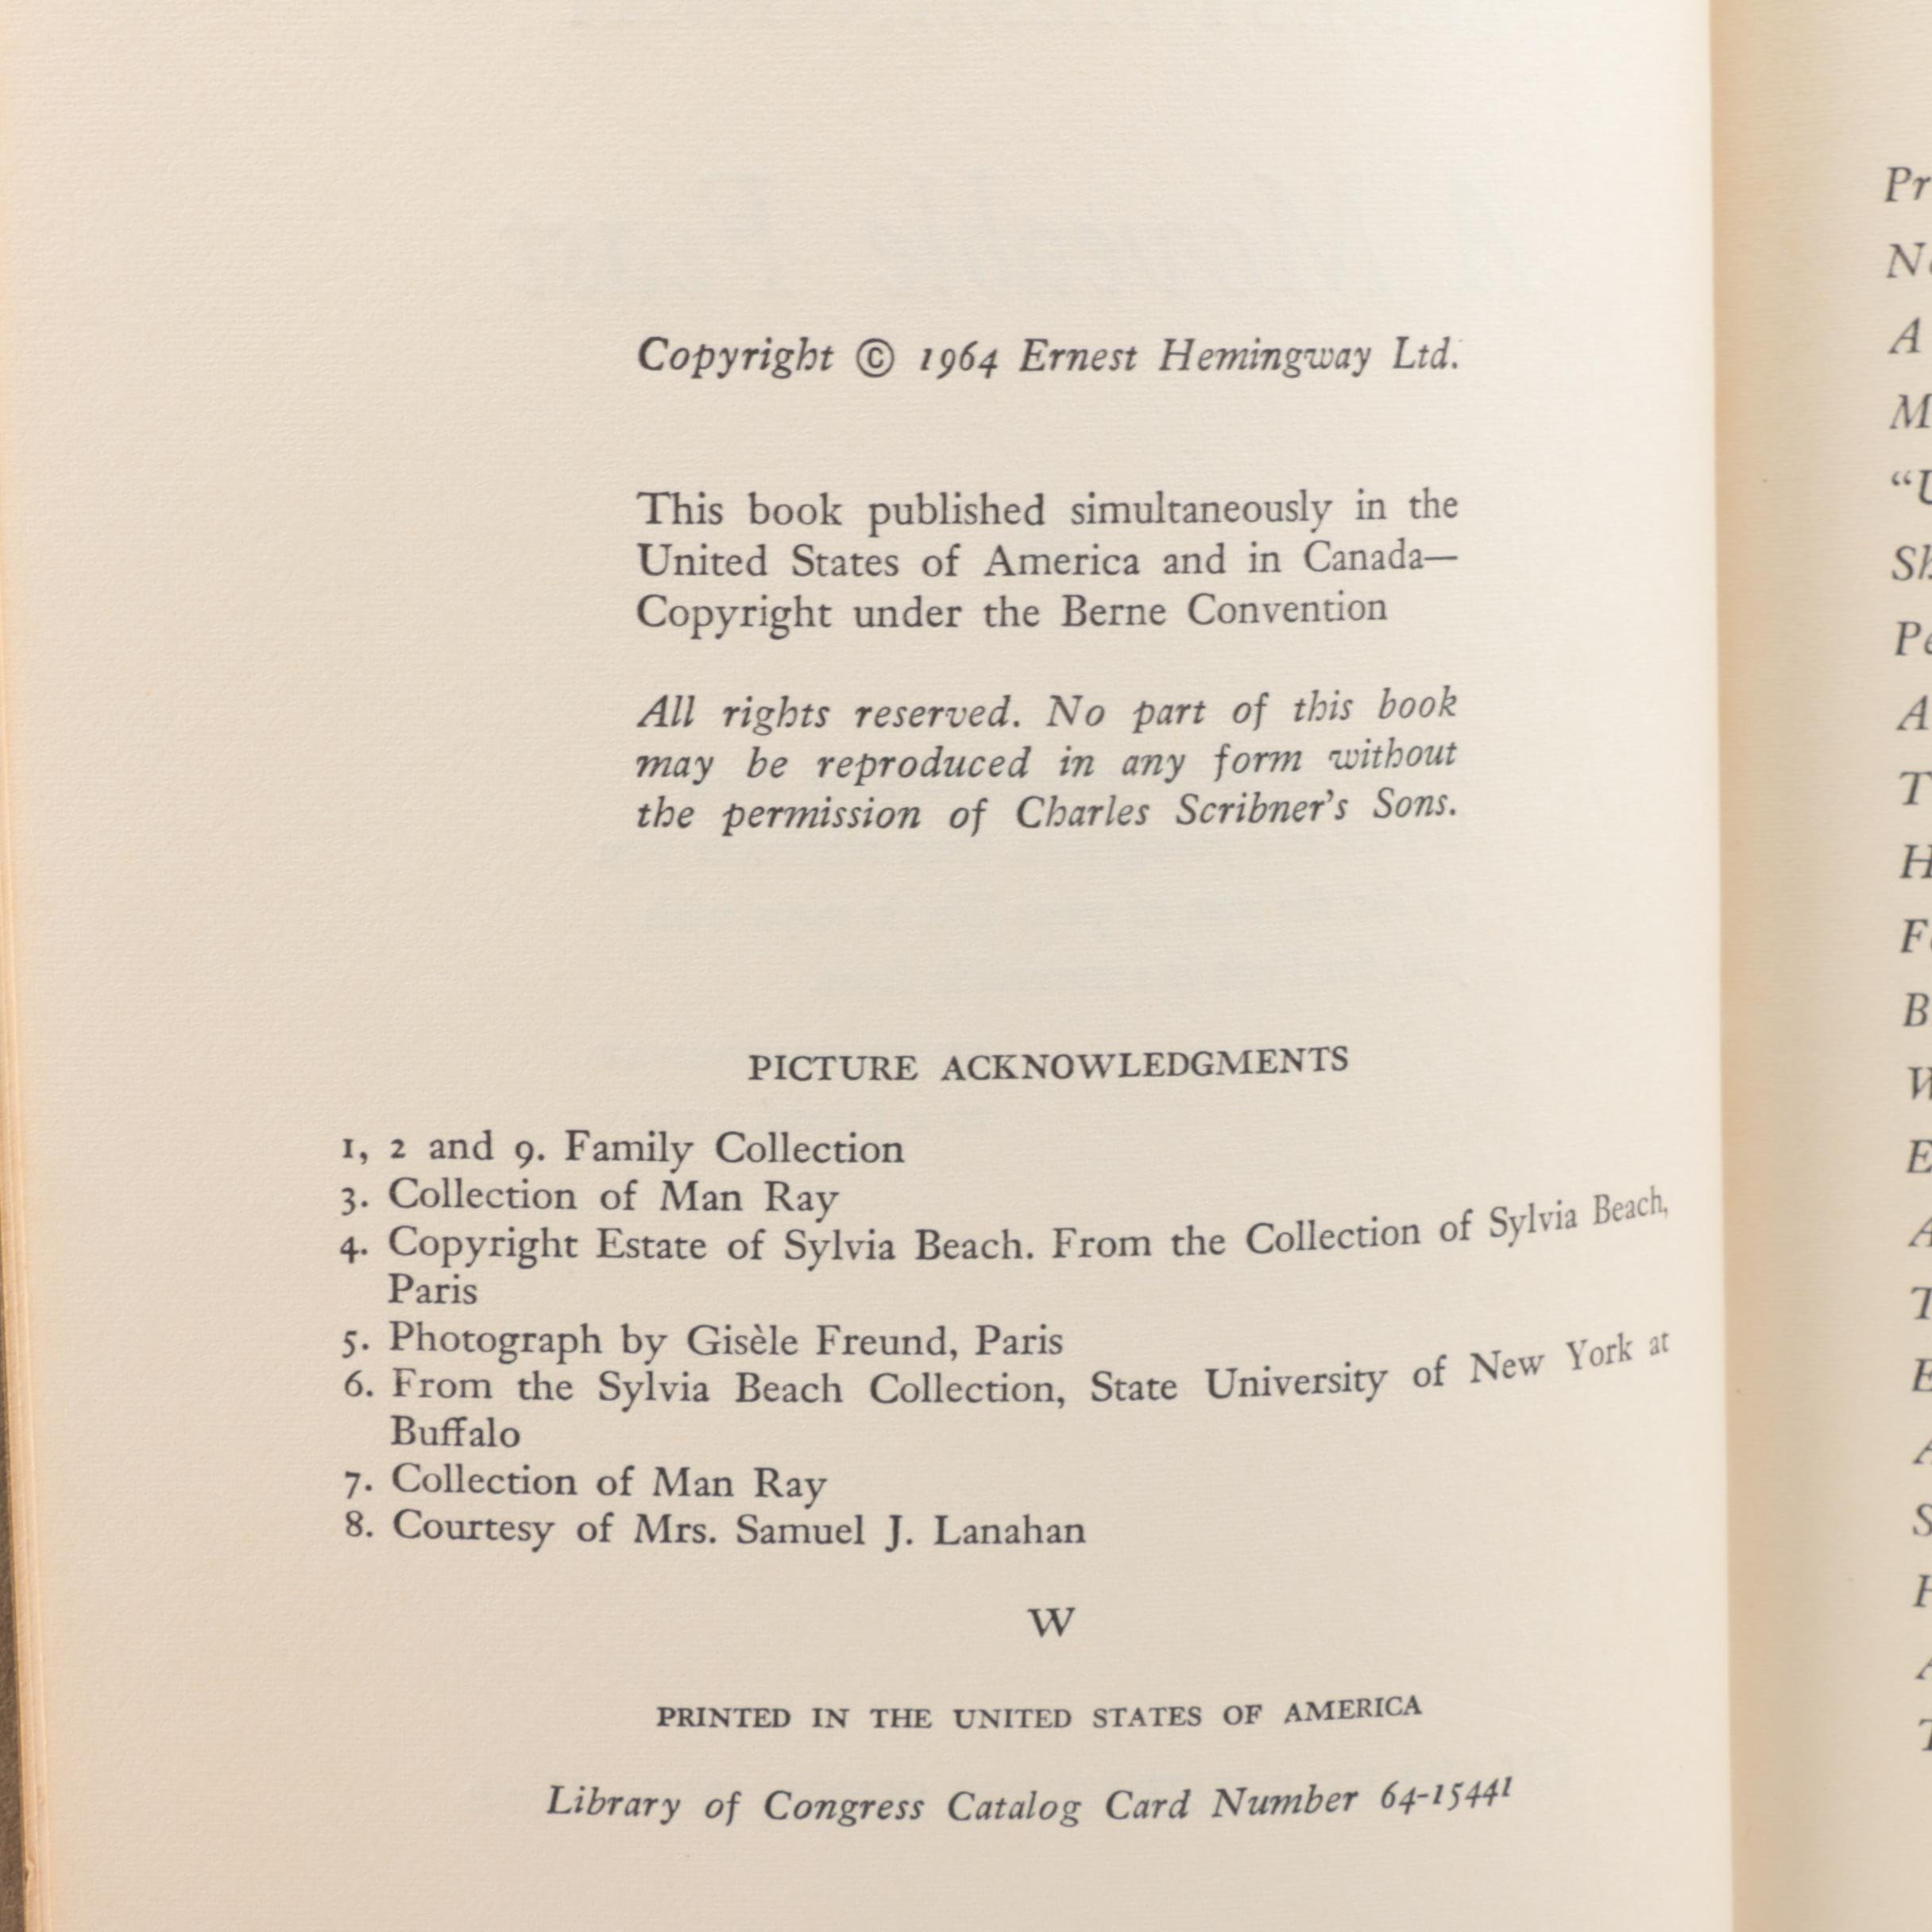 Copyright © 1964 Ernest Hemingway Ltd.
This book published simultaneously in the
United States of America and in Canada—
Copyright under the Berne Convention
All rights reserved. No part of this book
may be reproduced in any form without
the permission of Charles Scribner's Sons.
PICTURE ACKNOWLEDGMENTS
1, 2 and 9. Family Collection
3. Collection of Man Ray
4. Copyright Estate of Sylvia Beach. From the Collection of Sylvia Beach,
Paris
5. Photograph by Gisèle Freund, Paris
6. From the Sylvia Beach Collection, State University of New York at
Buffalo
7. Collection of Man Ray
8. Courtesy of Mrs. Samuel J. Lanahan
W
PRINTED IN THE UNITED STATES OF AMERICA
Library of Congress Catalog Card Number 64-15441